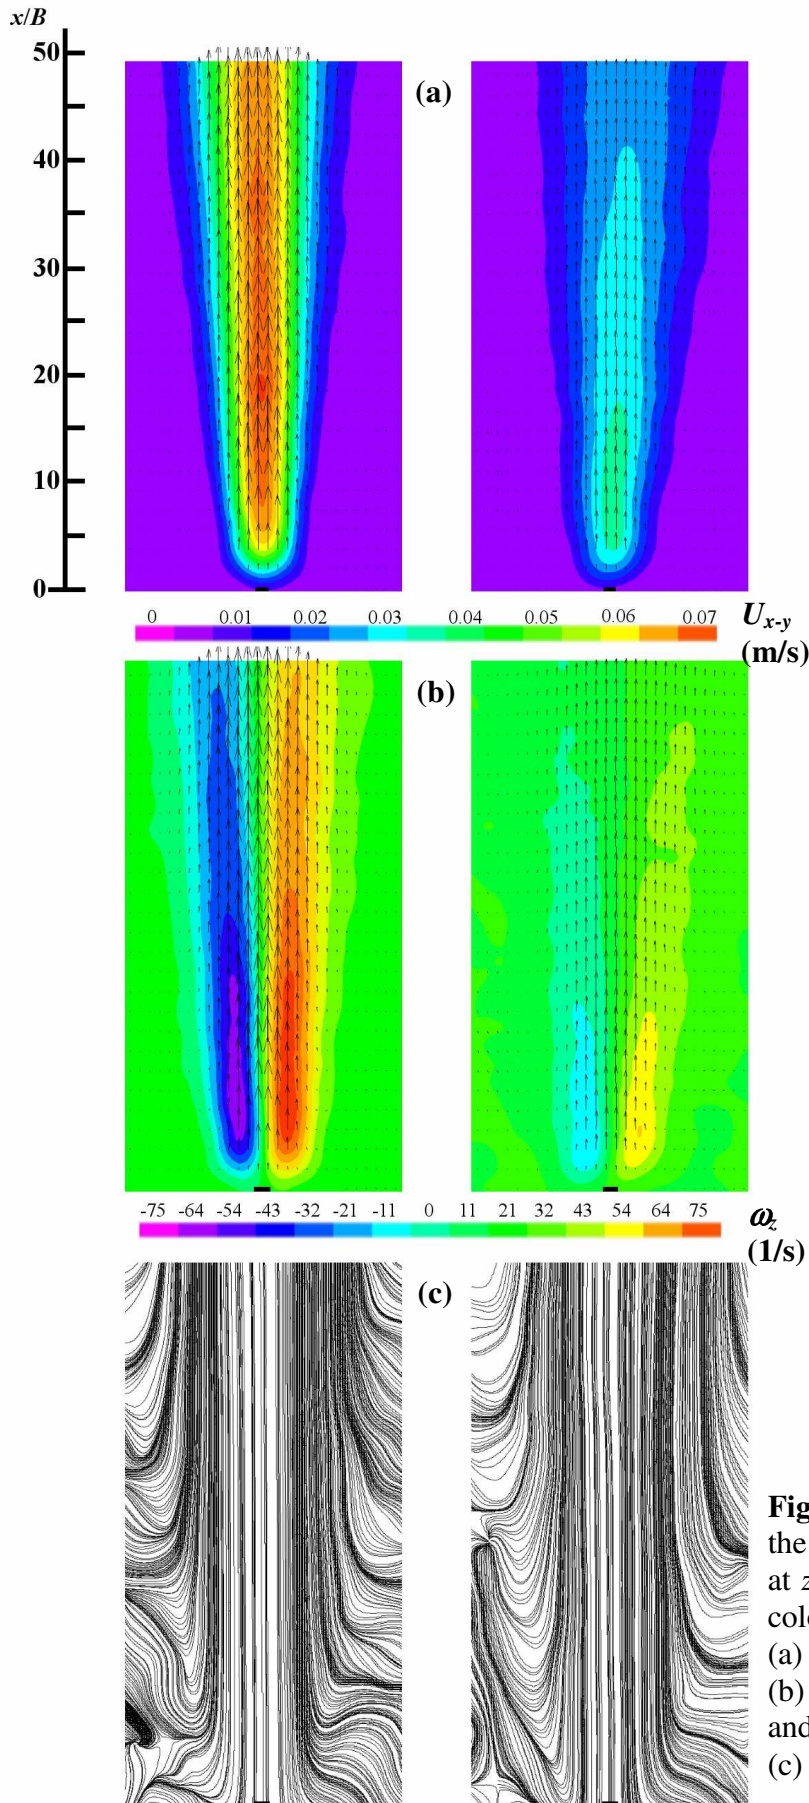 x/B
50
40
30
20
10
0
(a)
0 0.01 0.02 0.03 0.04 0.05 0.06 0.07
U_{x-y}
(m/s)
(b)
-75 -64 -54 -43 -32 -21 -11 0 11 21 32 43 54 64 75
ω_z
(1/s)
(c)
Fig
the
at z
colo
(a)
(b)
and
(c)